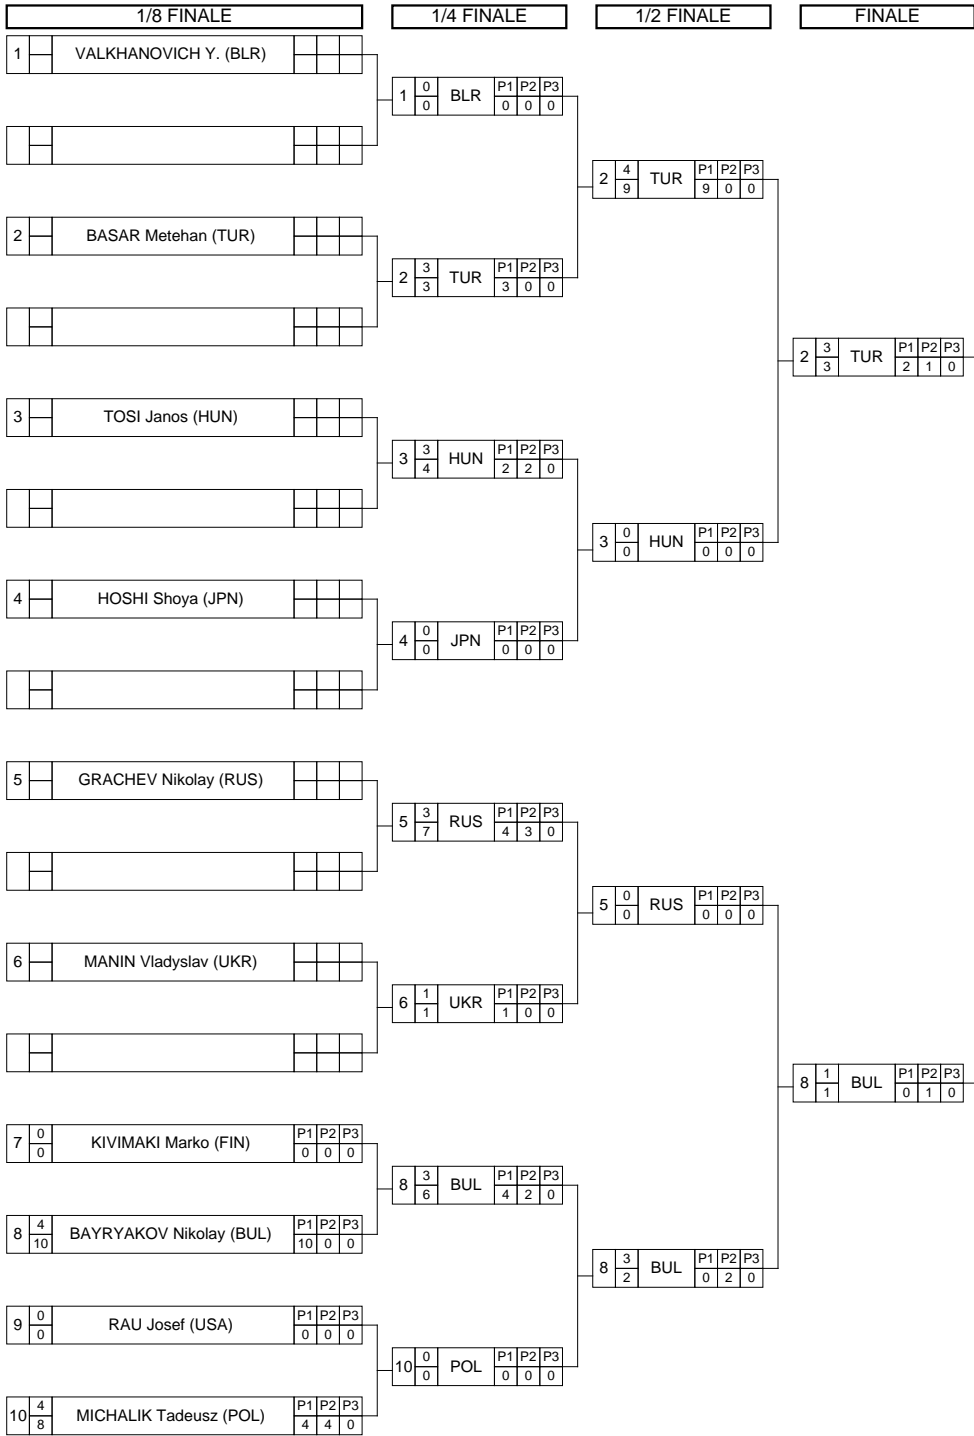 1/8 FINALE 1/4 FINALE 1/2 FINALE FINALE
1 VALKHANOVICH Y. (BLR)
1 0 0 BLR P1 P2 P3 0 0 0
2 4 9 TUR P1 P2 P3 9 0 0
2 BASAR Metehan (TUR)
2 3 3 TUR P1 P2 P3 3 0 0
2 3 3 TUR P1 P2 P3 2 1 0
3 TOSI Janos (HUN)
3 3 4 HUN P1 P2 P3 2 2 0
3 0 0 HUN P1 P2 P3 0 0 0
4 HOSHI Shoya (JPN)
4 0 0 JPN P1 P2 P3 0 0 0
5 GRACHEV Nikolay (RUS)
5 3 7 RUS P1 P2 P3 4 3 0
5 0 0 RUS P1 P2 P3 0 0 0
6 MANIN Vladyslav (UKR)
6 1 1 UKR P1 P2 P3 1 0 0
8 1 1 BUL P1 P2 P3 0 1 0
7 0 0 KIVIMAKI Marko (FIN) P1 P2 P3 0 0 0
8 3 6 BUL P1 P2 P3 4 2 0
8 4 10 BAYRYAKOV Nikolay (BUL) P1 P2 P3 10 0 0
8 3 2 BUL P1 P2 P3 0 2 0
9 0 0 RAU Josef (USA) P1 P2 P3 0 0 0
10 0 0 POL P1 P2 P3 0 0 0
10 4 8 MICHALIK Tadeusz (POL) P1 P2 P3 4 4 0